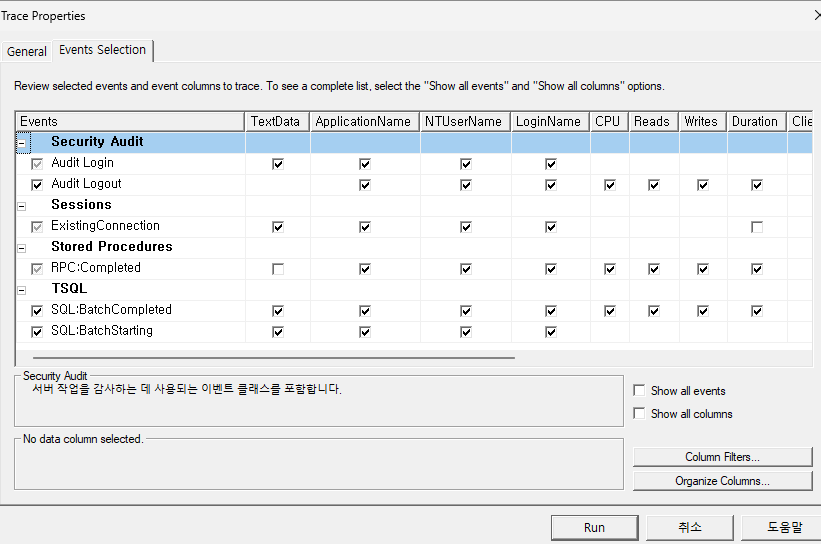 Trace Properties
General Events Selection
Review selected events and event columns to trace. To see a complete list, select the "Show all events" and "Show all columns" options.
Events TextData ApplicationName NTUserName LoginName CPU Reads Writes Duration Clie
Security Audit
Audit Login
Audit Logout
Sessions
ExistingConnection
Stored Procedures
RPC:Completed
TSQL
SQL:BatchCompleted
SQL:BatchStarting
Security Audit
서버 작업을 감사하는 데 사용되는 이벤트 클래스를 포함합니다.
Show all events
Show all columns
No data column selected.
Column Filters...
Organize Columns...
Run 취소 도움말